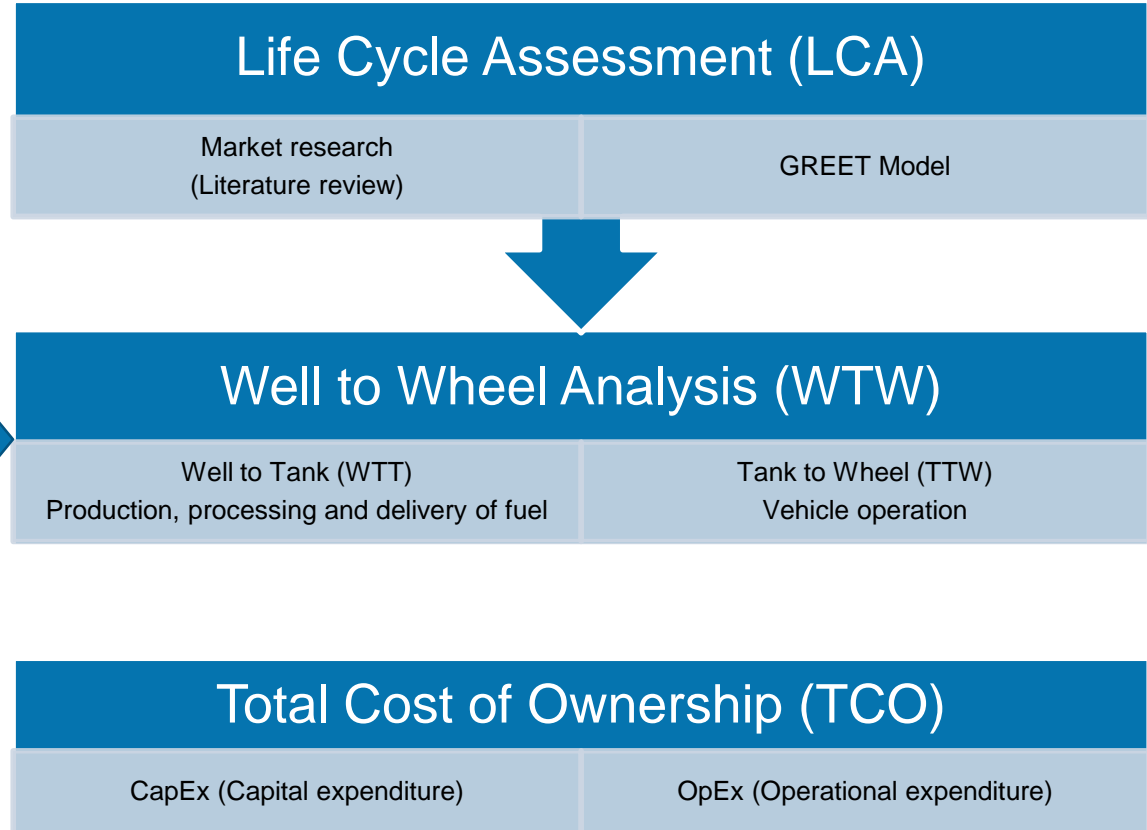 Life Cycle Assessment (LCA)
Market research
(Literature review)
GREET Model
Well to Wheel Analysis (WTW)
Well to Tank (WTT)
Production, processing and delivery of fuel
Tank to Wheel (TTW)
Vehicle operation
Total Cost of Ownership (TCO)
CapEx (Capital expenditure)
OpEx (Operational expenditure)